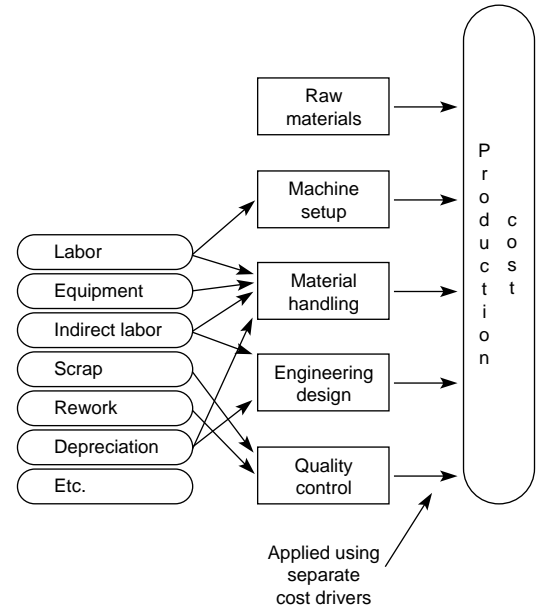 Raw
materials
Machine
setup
Material
handling
Engineering
design
Quality
control
Labor
Equipment
Indirect labor
Scrap
Rework
Depreciation
Etc.
Production
cost
Applied using
separate
cost drivers